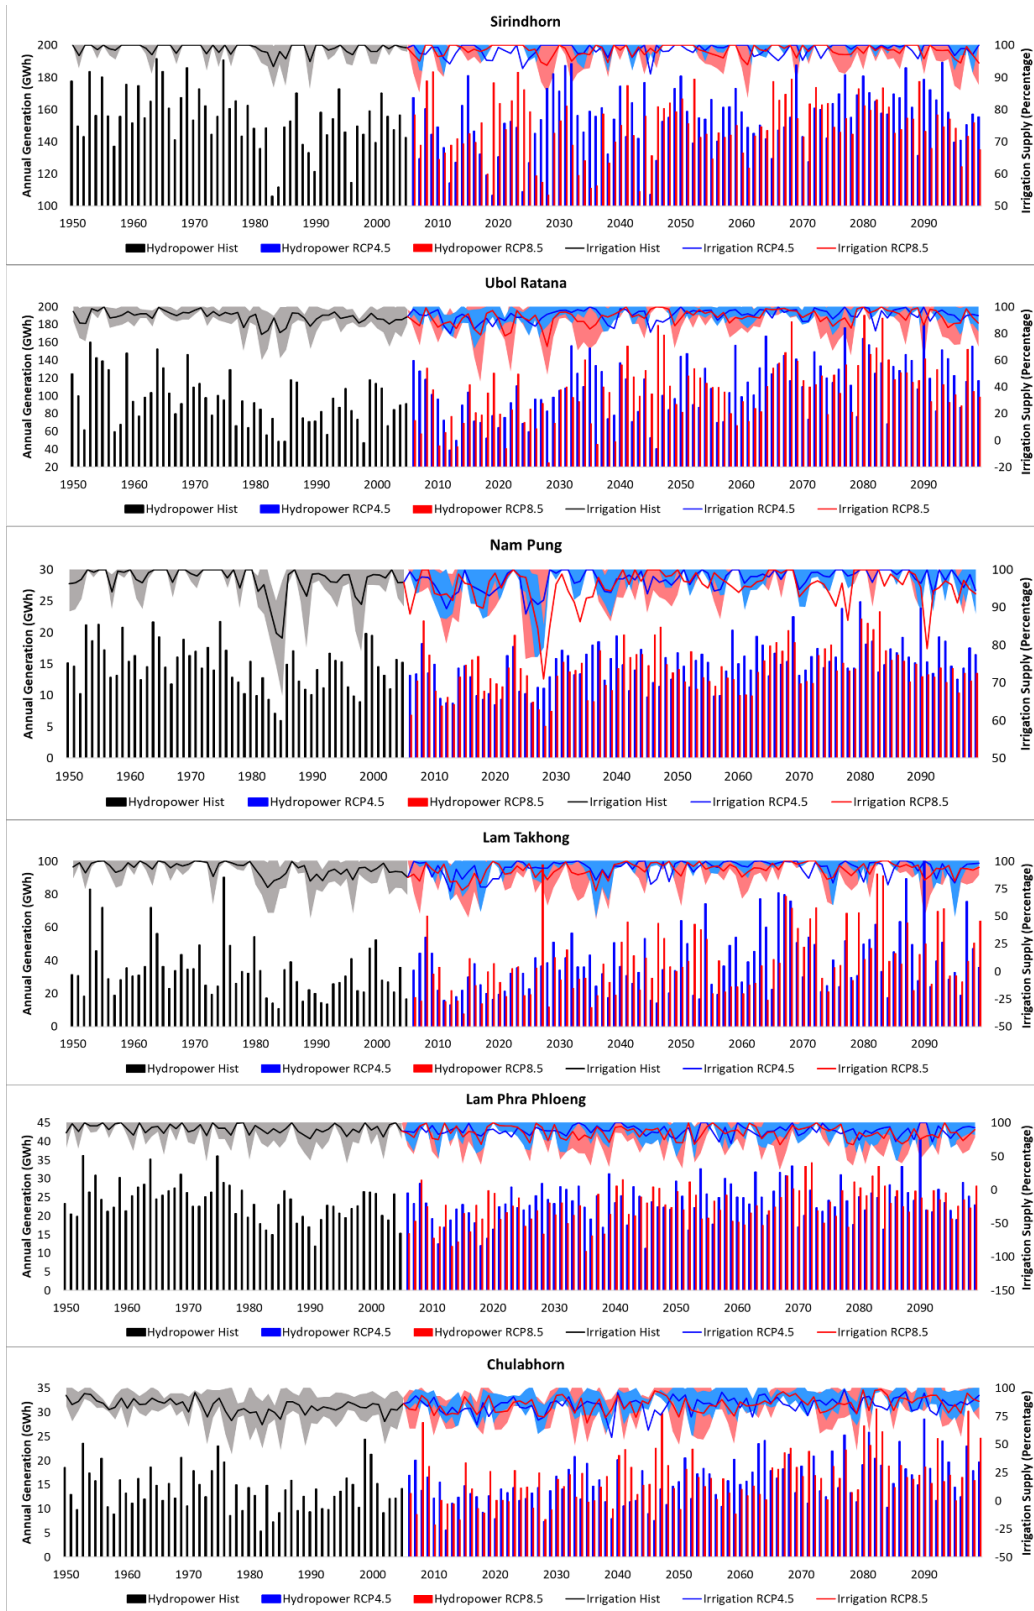 Sirindhorn
Annual Generation (GWh)
200
180
160
140
120
100
100
90
80
70
60
50
Irrigation Supply (Percentage)
1950 1960 1970 1980 1990 2000 2010 2020 2030 2040 2050 2060 2070 2080 2090
Hydropower Hist Hydropower RCP4.5 Hydropower RCP8.5 Irrigation Hist Irrigation RCP4.5 Irrigation RCP8.5
Ubol Ratana
Annual Generation (GWh)
200
180
160
140
120
100
80
60
40
20
100
80
60
40
20
0
-20
Irrigation Supply (Percentage)
1950 1960 1970 1980 1990 2000 2010 2020 2030 2040 2050 2060 2070 2080 2090
Hydropower Hist Hydropower RCP4.5 Hydropower RCP8.5 Irrigation Hist Irrigation RCP4.5 Irrigation RCP8.5
Nam Pung
Annual Generation (GWh)
30
25
20
15
10
5
0
100
90
80
70
60
50
Irrigation Supply (Percentage)
1950 1960 1970 1980 1990 2000 2010 2020 2030 2040 2050 2060 2070 2080 2090
Hydropower Hist Hydropower RCP4.5 Hydropower RCP8.5 Irrigation Hist Irrigation RCP4.5 Irrigation RCP8.5
Lam Takhong
Annual Generation (GWh)
100
80
60
40
20
0
100
75
50
25
0
-25
-50
Irrigation Supply (Percentage)
1950 1960 1970 1980 1990 2000 2010 2020 2030 2040 2050 2060 2070 2080 2090
Hydropower Hist Hydropower RCP4.5 Hydropower RCP8.5 Irrigation Hist Irrigation RCP4.5 Irrigation RCP8.5
Lam Phra Phloeng
Annual Generation (GWh)
45
40
35
30
25
20
15
10
5
0
100
50
0
-50
-100
-150
Irrigation Supply (Percentage)
1950 1960 1970 1980 1990 2000 2010 2020 2030 2040 2050 2060 2070 2080 2090
Hydropower Hist Hydropower RCP4.5 Hydropower RCP8.5 Irrigation Hist Irrigation RCP4.5 Irrigation RCP8.5
Chulabhorn
Annual Generation (GWh)
35
30
25
20
15
10
5
0
100
75
50
25
0
-25
-50
Irrigation Supply (Percentage)
1950 1960 1970 1980 1990 2000 2010 2020 2030 2040 2050 2060 2070 2080 2090
Hydropower Hist Hydropower RCP4.5 Hydropower RCP8.5 Irrigation Hist Irrigation RCP4.5 Irrigation RCP8.5